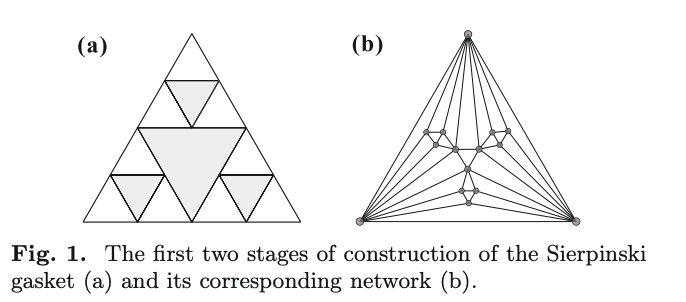 (a)
(b)
Fig. 1. The first two stages of construction of the Sierpinski
gasket (a) and its corresponding network (b).